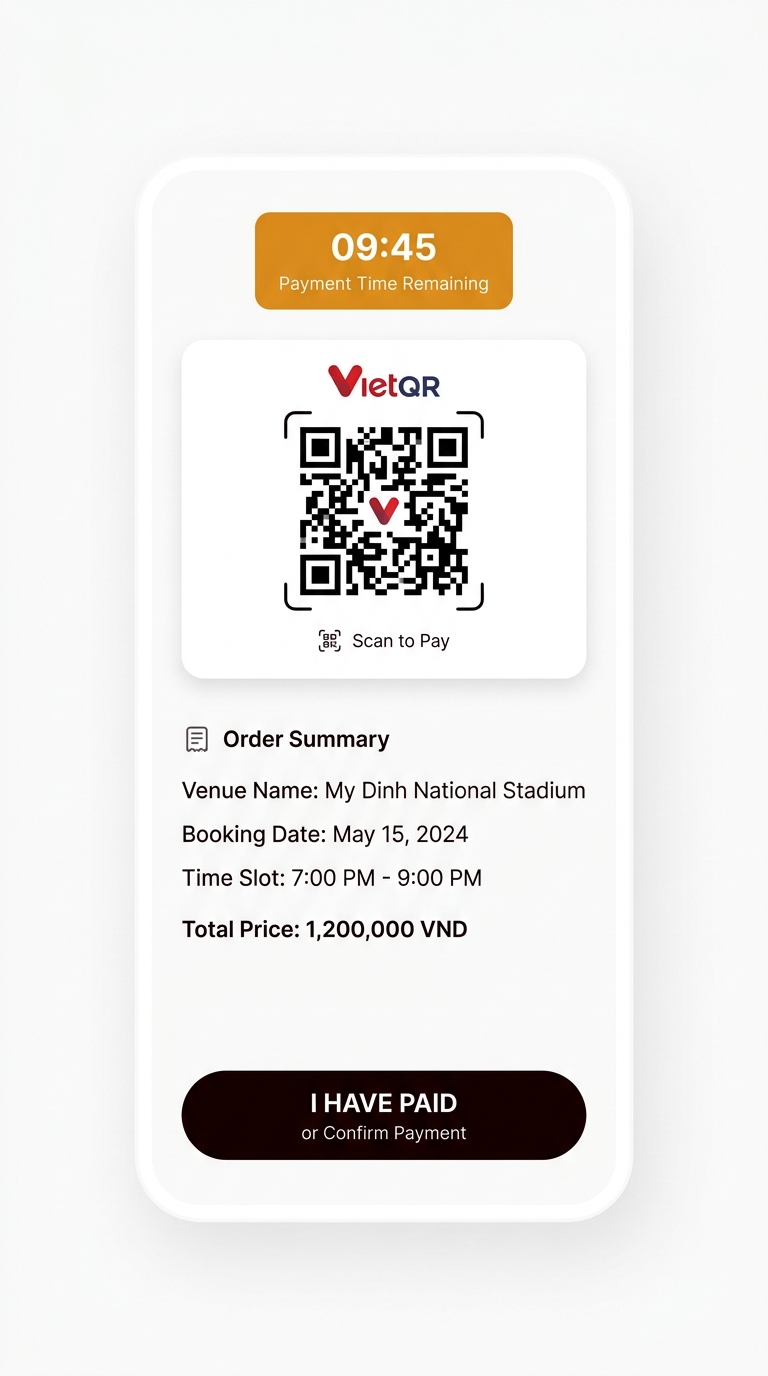 09:45
Payment Time Remaining
VietQR
Scan to Pay
Order Summary
Venue Name: My Dinh National Stadium
Booking Date: May 15, 2024
Time Slot: 7:00 PM - 9:00 PM
Total Price: 1,200,000 VND
I HAVE PAID
or Confirm Payment